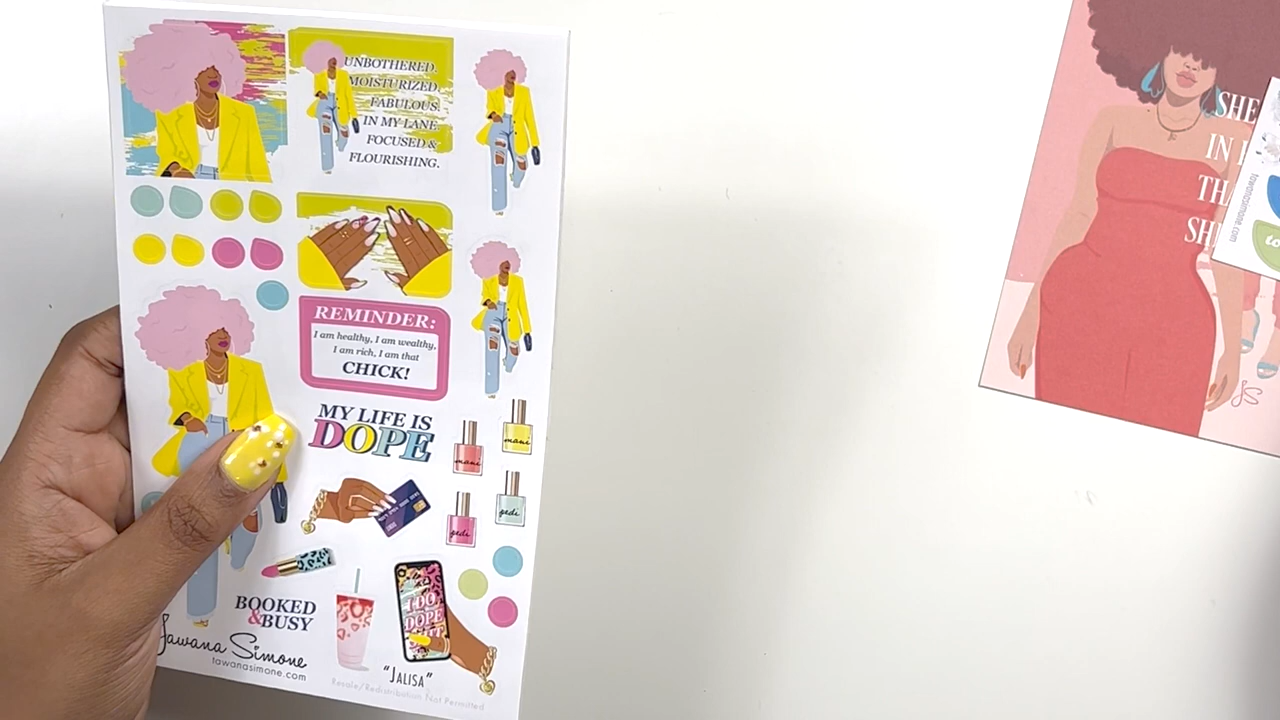 UNBOTHERED.
MOISTURIZED.
FABULOUS.
IN MY LANE.
FOCUSED &
FLOURISHING.
REMINDER:
I am healthy, I am wealthy,
I am rich, I am that
CHICK!
MY LIFE IS
DOPE
mani
mani
pedi
pedi
BOOKED
&BUSY
I DO
DOPE
Tawana Simone
tawanasimone.com
"JALISA"
Resale/Redistribution Not Permitted
SHE
IN
THA
SH
tawanasimone.com